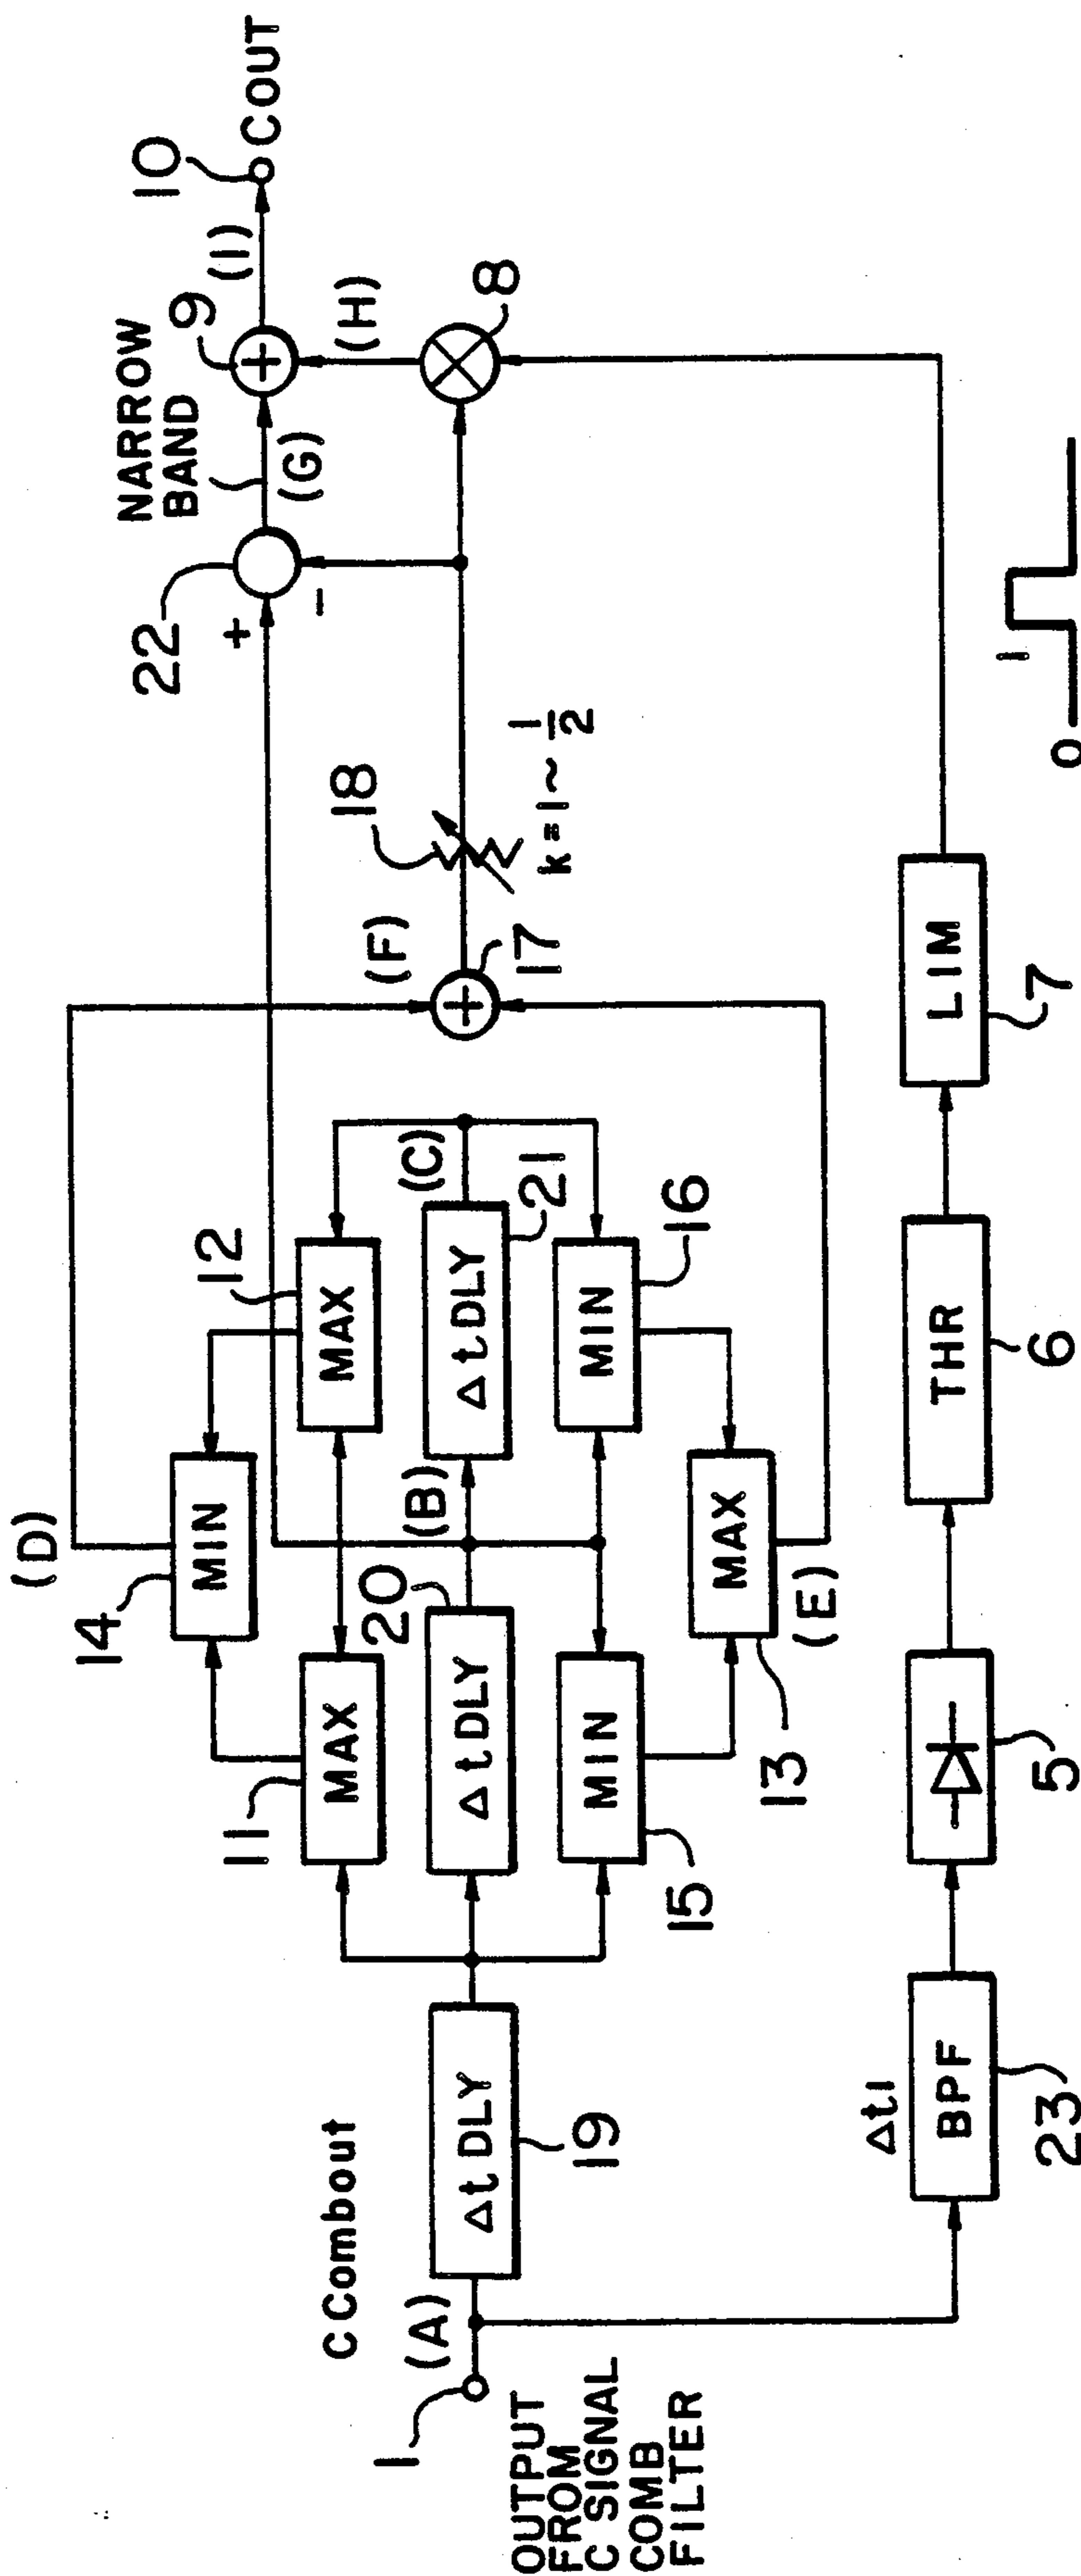 OUTPUT
FROM
C SIGNAL
COMB
FILTER
1
(A)
C Combout
Δt DLY
19
11
MAX
Δt DLY
20
MIN
15
14
MIN
(D)
12
MAX
(B)
Δt DLY
21
(C)
MIN
16
MAX
13
(E)
(F)
17
18
k = 1 ~ 1/2
22
+
-
NARROW
BAND
(G)
9
(I)
10
COUT
(H)
8
Δt1
BPF
23
5
THR
6
LIM
7
0
1